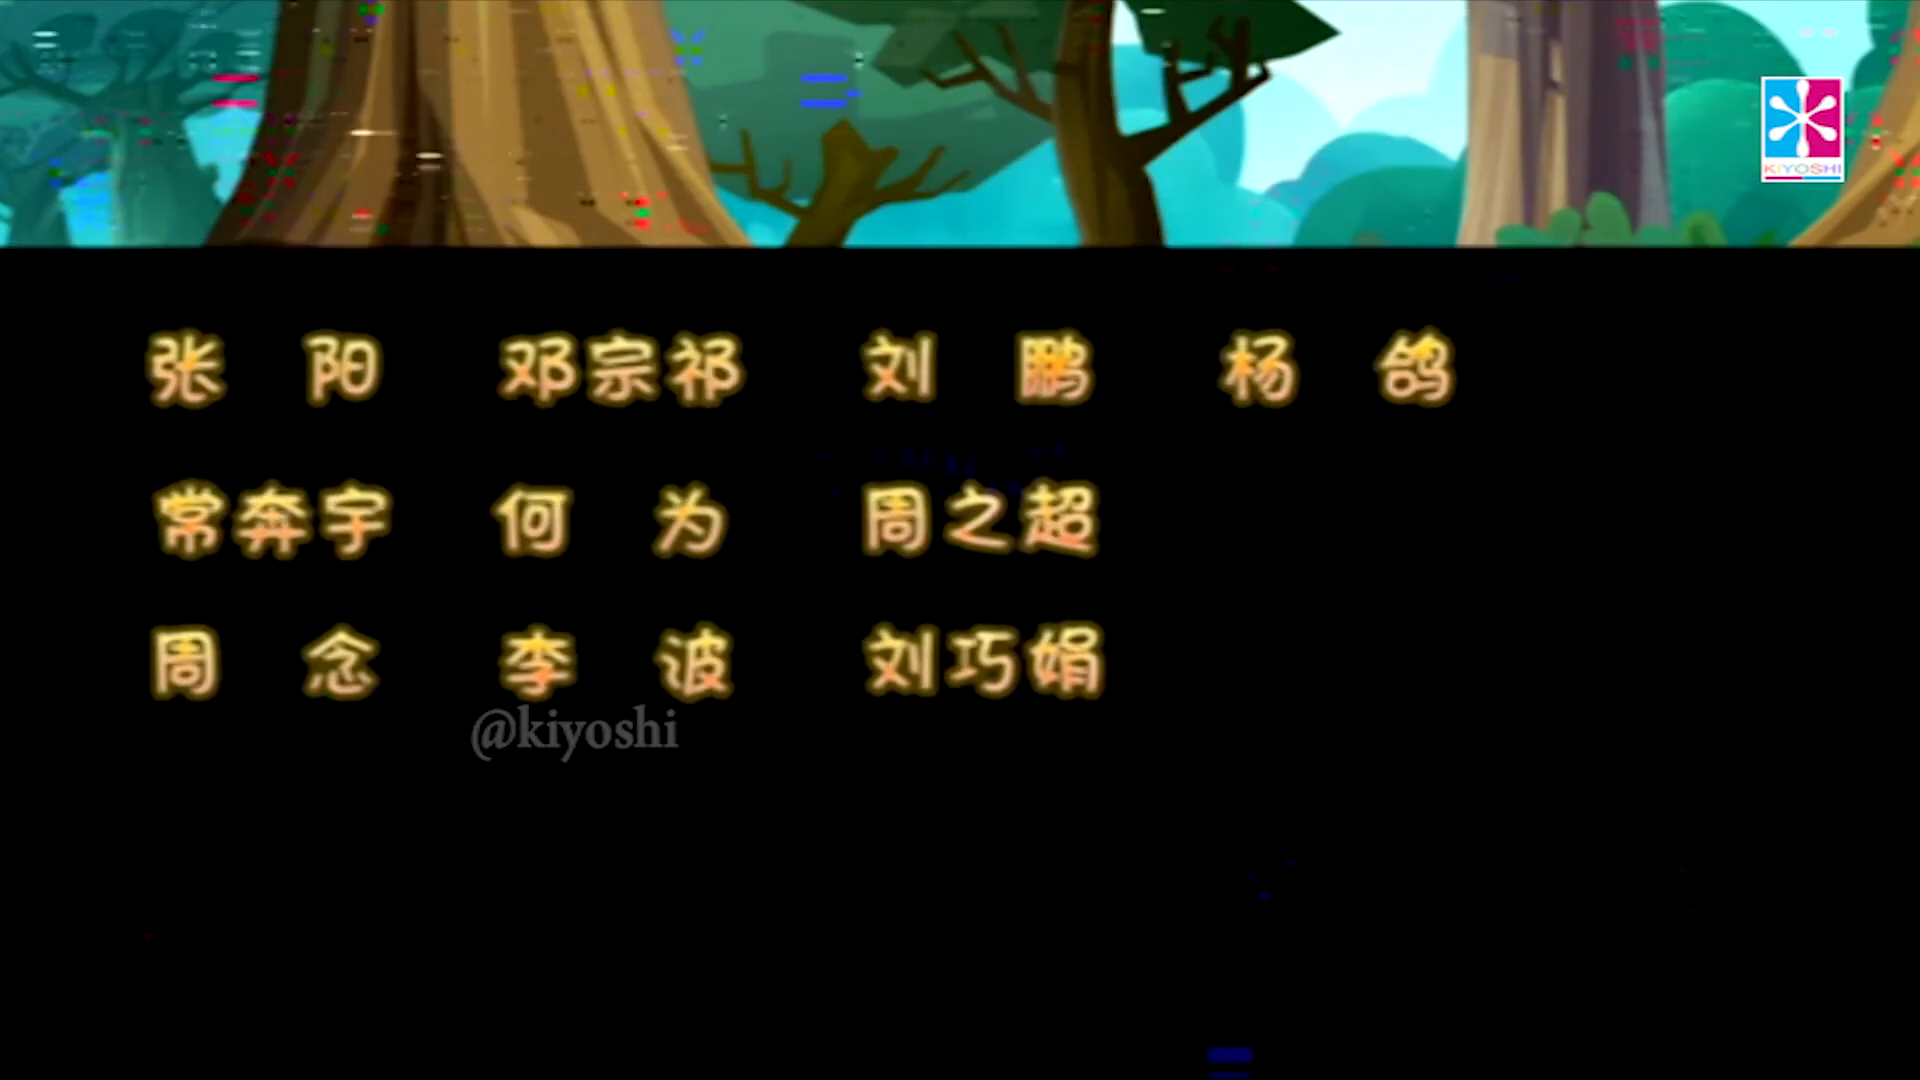 KIYOSHI
张 阳 邓宗祁 刘 鹏 杨 鸽
常奔宇 何 为 周之超
周 念 李 波 刘巧娟
@kiyoshi